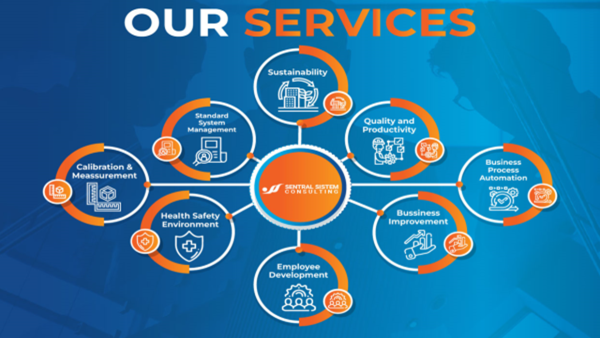 OUR SERVICES
Sustainability
Standard
System
Management
Quality and
Productivity
Calibration &
Meassurement
SENTRAL SISTEM
CONSULTING
Business
Process
Automation
Health Safety
Environment
Bussiness
Improvement
Employee
Development